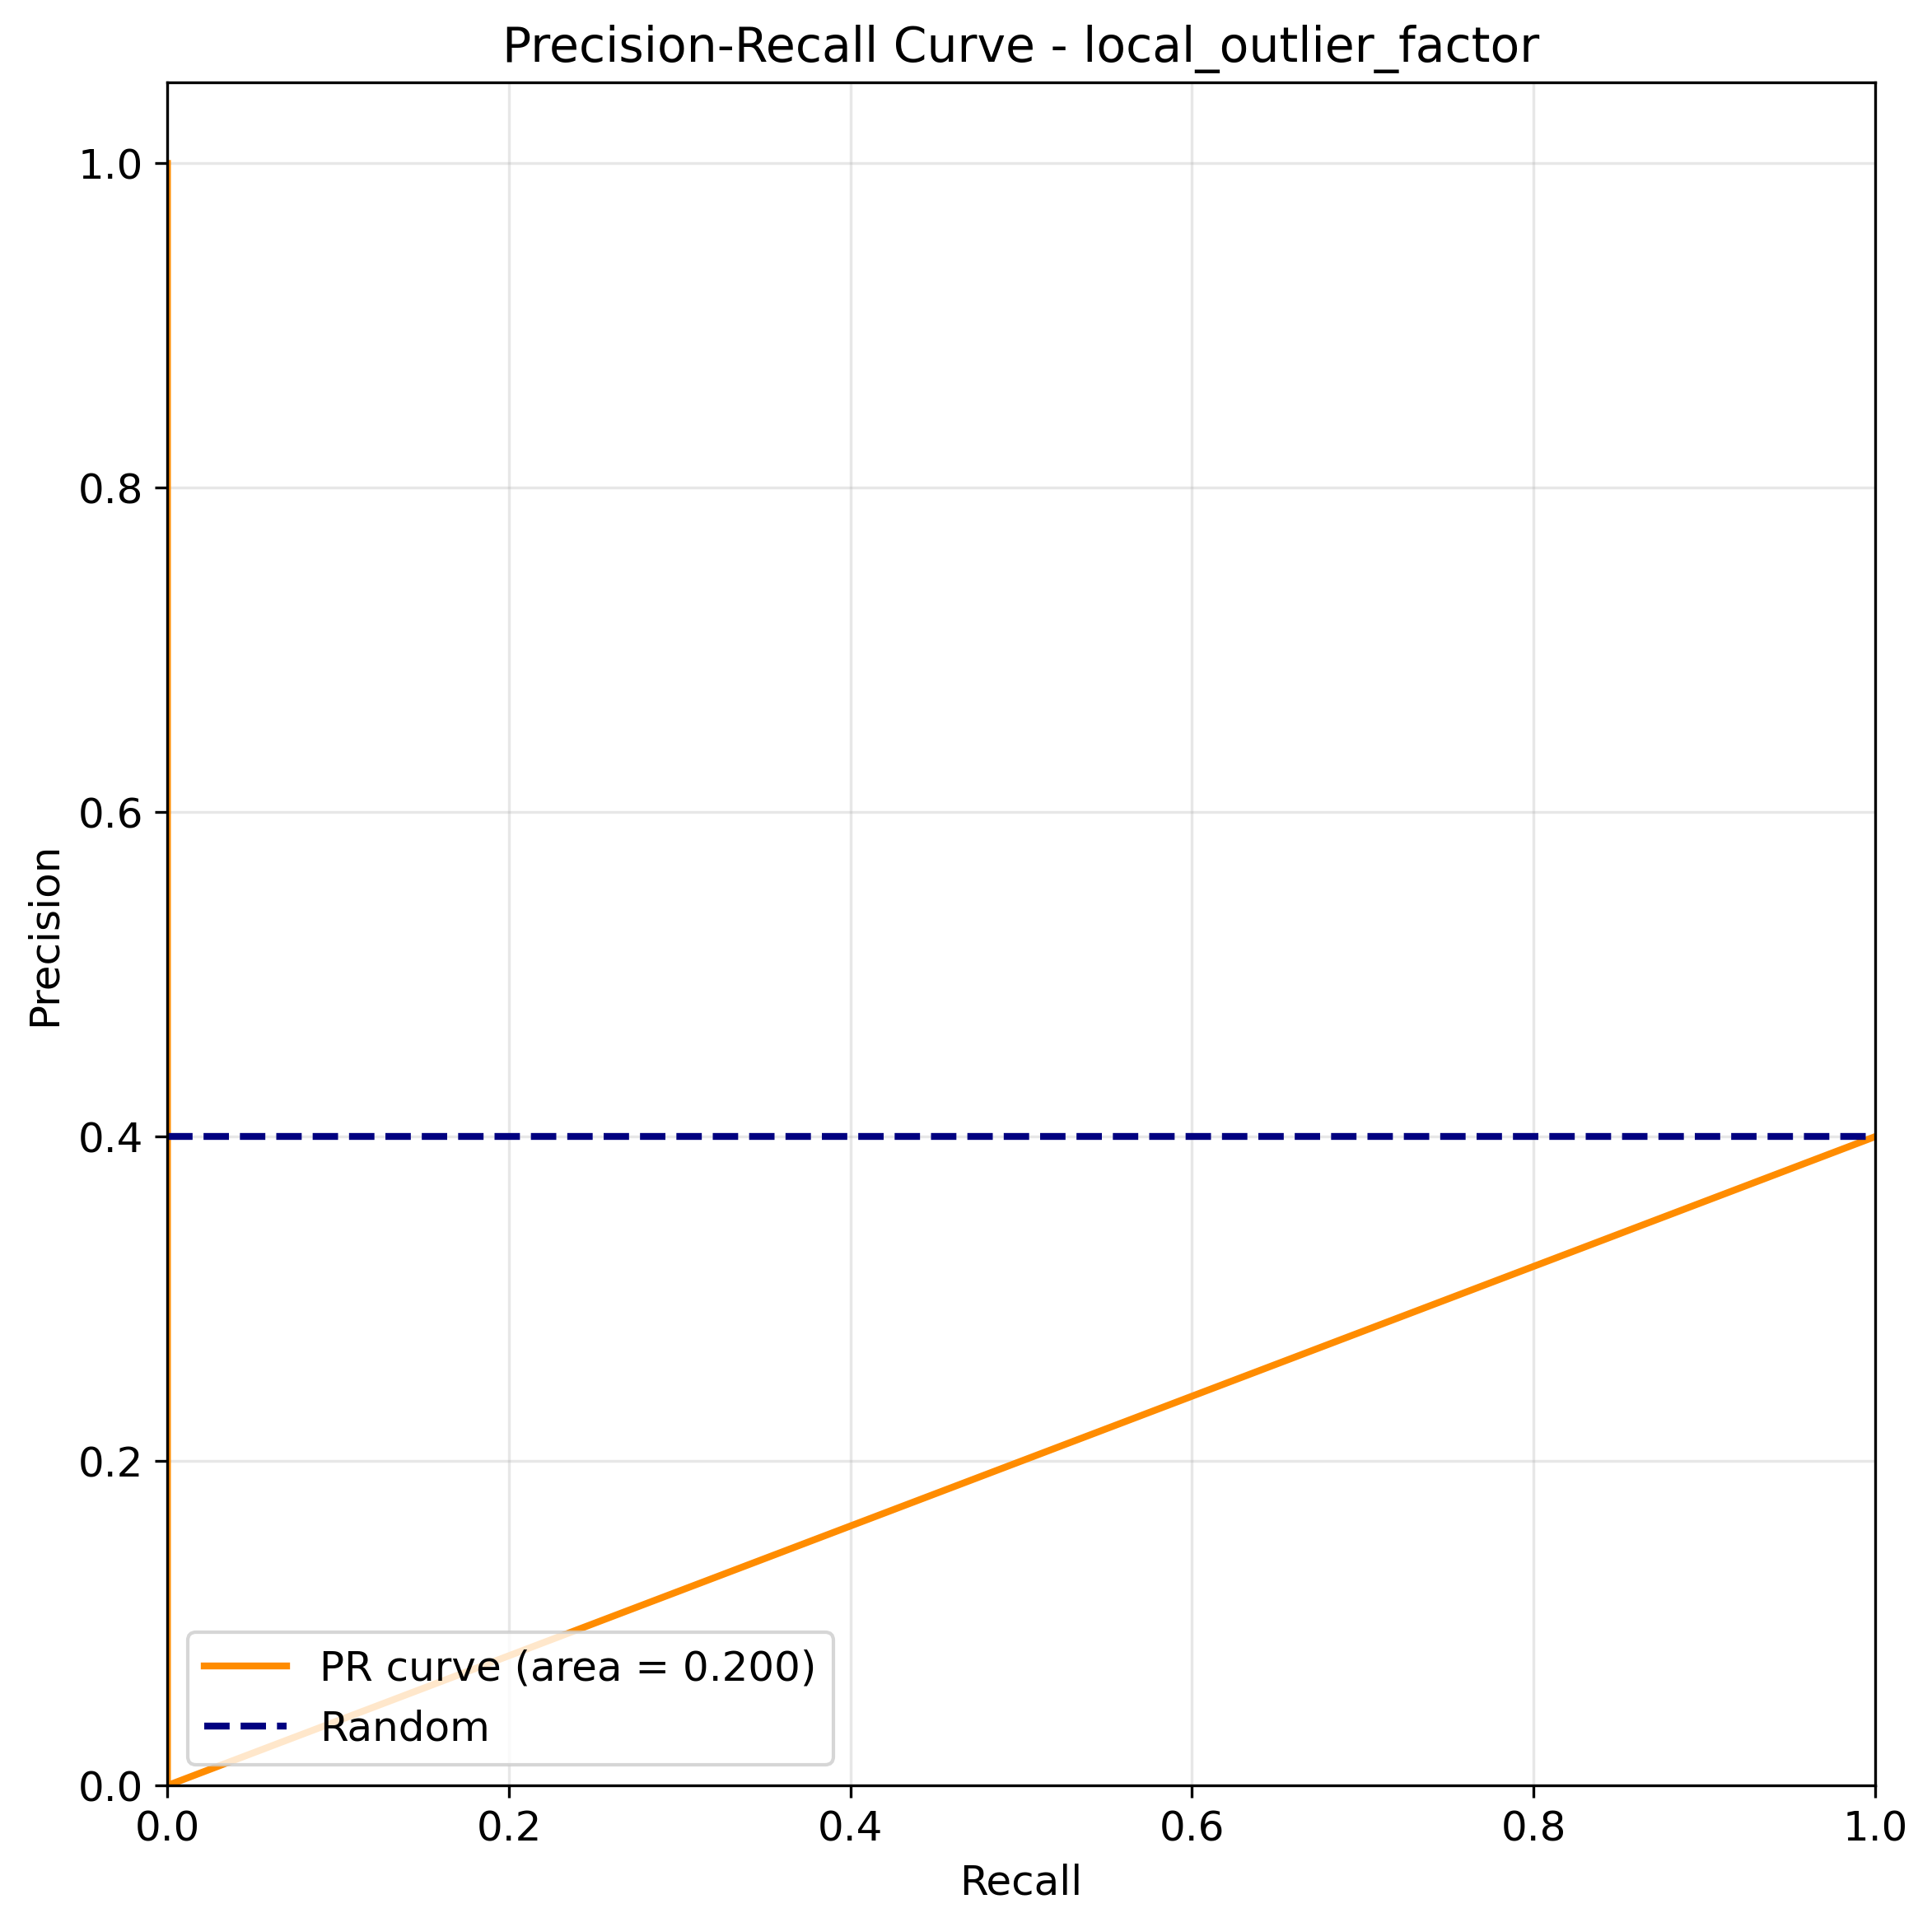 Precision-Recall Curve - local_outlier_factor
1.0
0.8
0.6
0.4
0.2
0.0
Precision
PR curve (area = 0.200)
Random
0.0 0.2 0.4 0.6 0.8 1.0
Recall